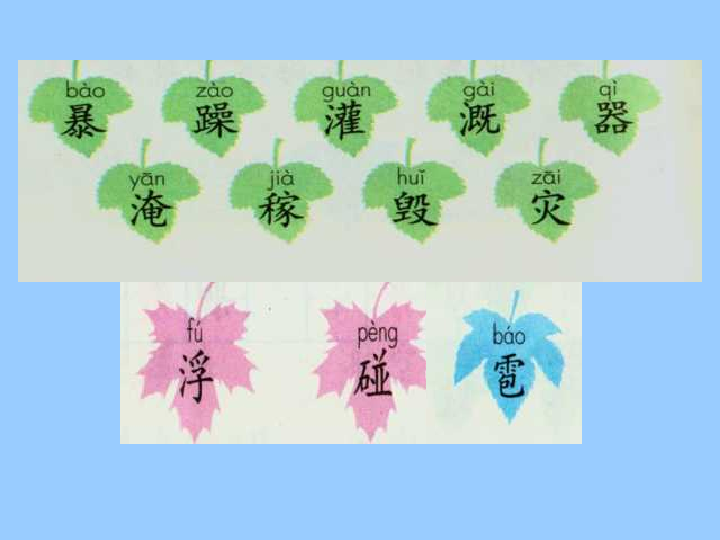 bào zào guàn gài qì
暴 躁 灌 溉 器
yān jià huǐ zāi
淹 稼 毁 灾
fú pèng báo
浮 碰 雹